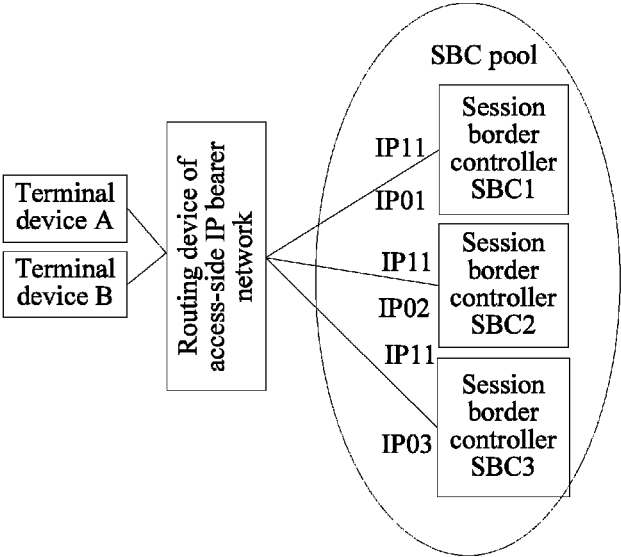 SBC pool
Terminal
device A
Terminal
device B
Routing device of
access-side IP bearer
network
IP11
IP01
Session
border
controller
SBC1
IP11
IP02
Session
border
controller
SBC2
IP11
IP03
Session
border
controller
SBC3